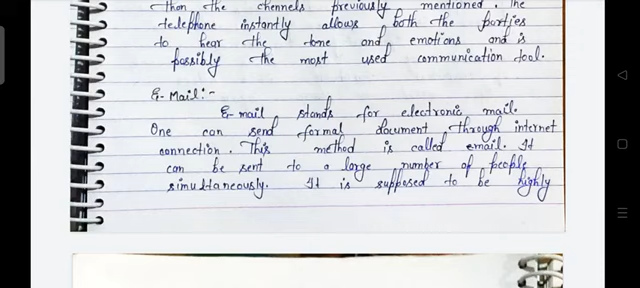 than the channels previously mentioned. The
telephone instantly allows both the parties
to hear the tone and emotions and is
possibly the most used communication tool.
E-Mail:-
E-mail stands for electronic mail.
One can send formal document through internet
connection. This method is called email. It
can be sent to a large number of people
simultaneously. It is supposed to be highly